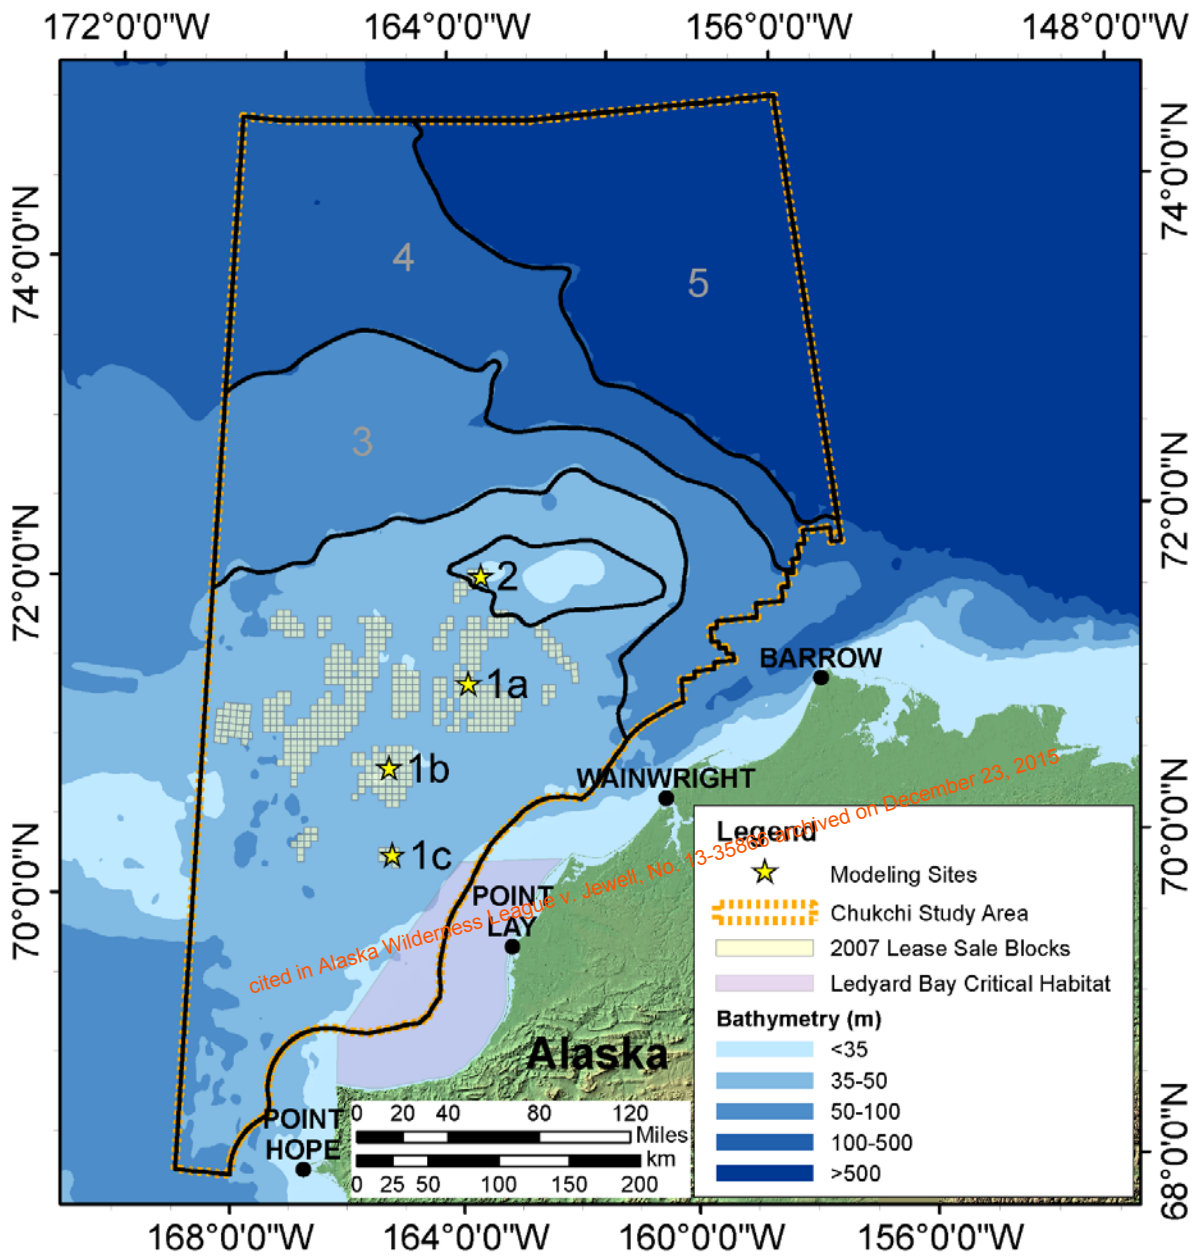 172°0'0"W 164°0'0"W 156°0'0"W 148°0'0"W
74°0'0"N
72°0'0"N
70°0'0"N
74°0'0"N
72°0'0"N
70°0'0"N
68°0'0"N
4
5
3
2
1a
1b
1c
BARROW
WAINWRIGHT
POINT
LAY
POINT
HOPE
Alaska
cited in Alaska Wilderness League v. Jewell, No. 13-35866 archived on December 23, 2015
Legend
Modeling Sites
Chukchi Study Area
2007 Lease Sale Blocks
Ledyard Bay Critical Habitat
Bathymetry (m)
<35
35-50
50-100
100-500
>500
0 20 40 80 120
Miles
km
0 25 50 100 150 200
168°0'0"W 164°0'0"W 160°0'0"W 156°0'0"W